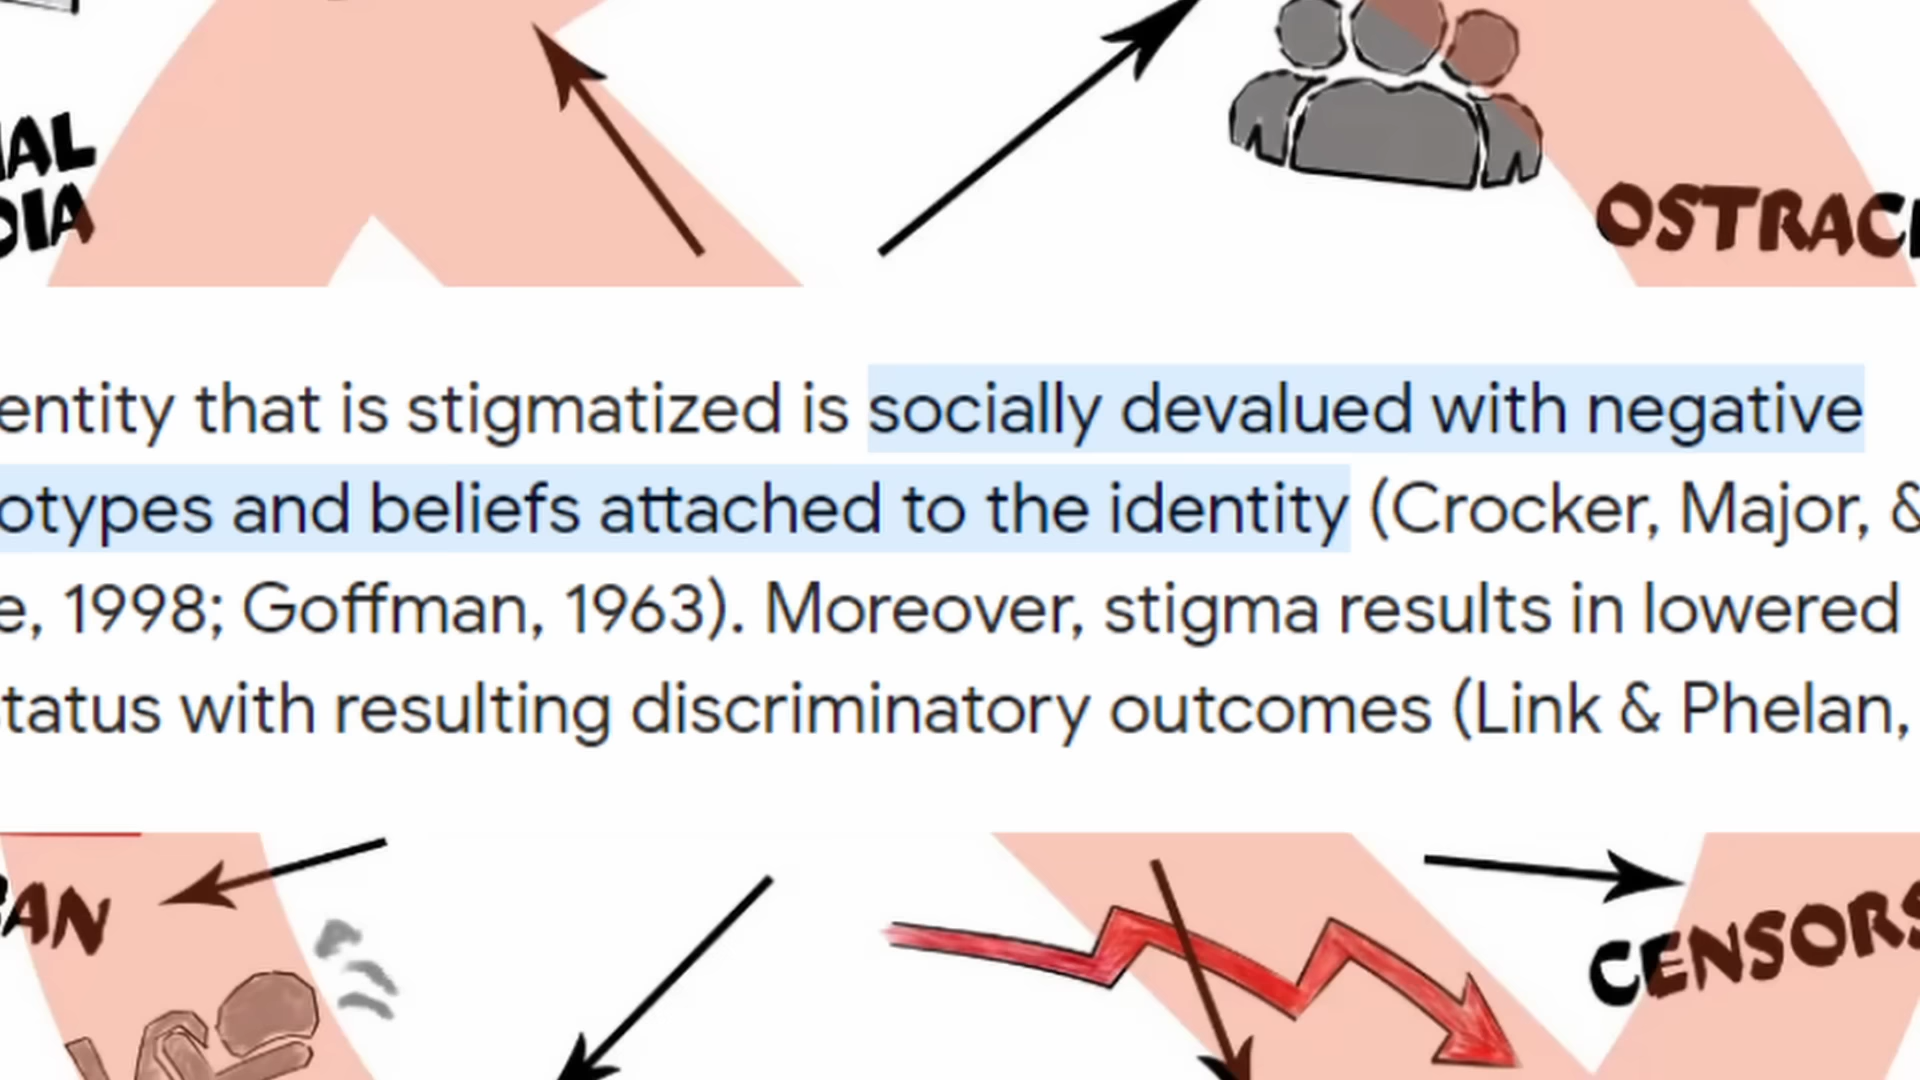 IAL
DIA
OSTRACI
entity that is stigmatized is socially devalued with negative
otypes and beliefs attached to the identity (Crocker, Major, &
e, 1998; Goffman, 1963). Moreover, stigma results in lowered
tatus with resulting discriminatory outcomes (Link & Phelan,
AN
CENSORS